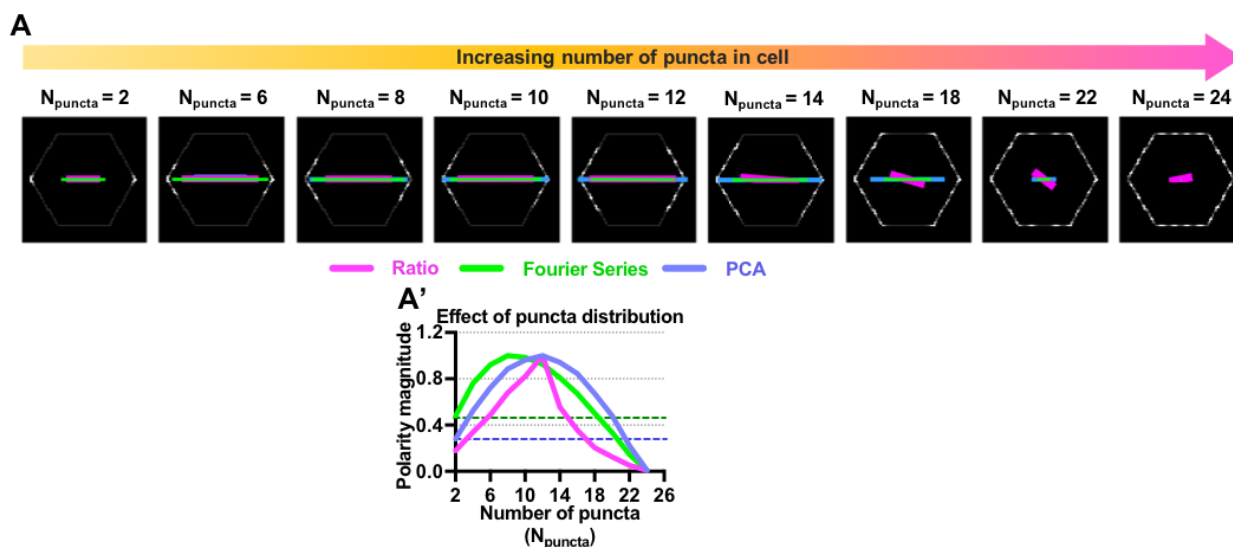 A
Increasing number of puncta in cell
Npuncta = 2 Npuncta = 6 Npuncta = 8 Npuncta = 10 Npuncta = 12 Npuncta = 14 Npuncta = 18 Npuncta = 22 Npuncta = 24
Ratio Fourier Series PCA
A'
Effect of puncta distribution
Polarity magnitude
1.2
0.8
0.4
0.0
2 6 10 14 18 22 26
Number of puncta
(Npuncta)